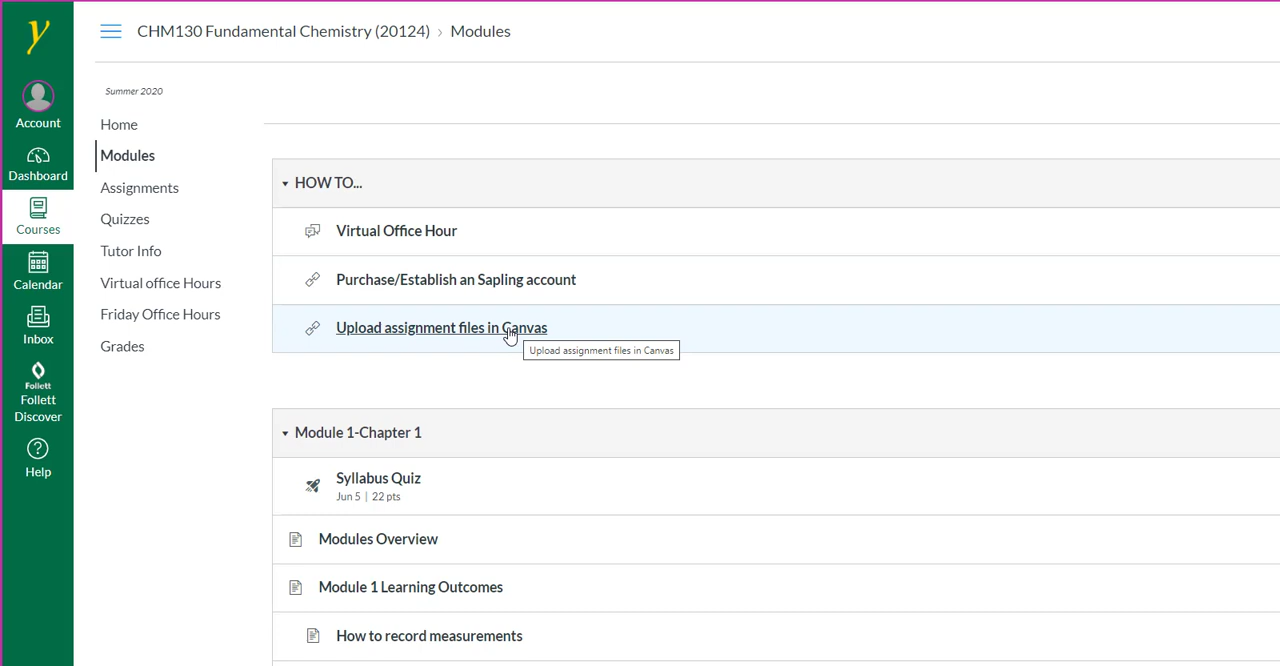 y
CHM130 Fundamental Chemistry (20124) › Modules
Account
Dashboard
Courses
Calendar
Inbox
Follett
Follett
Discover
Help
Summer 2020
Home
Modules
Assignments
Quizzes
Tutor Info
Virtual office Hours
Friday Office Hours
Grades
HOW TO...
Virtual Office Hour
Purchase/Establish an Sapling account
Upload assignment files in Canvas
Upload assignment files in Canvas
Module 1-Chapter 1
Syllabus Quiz
Jun 5 | 22 pts
Modules Overview
Module 1 Learning Outcomes
How to record measurements